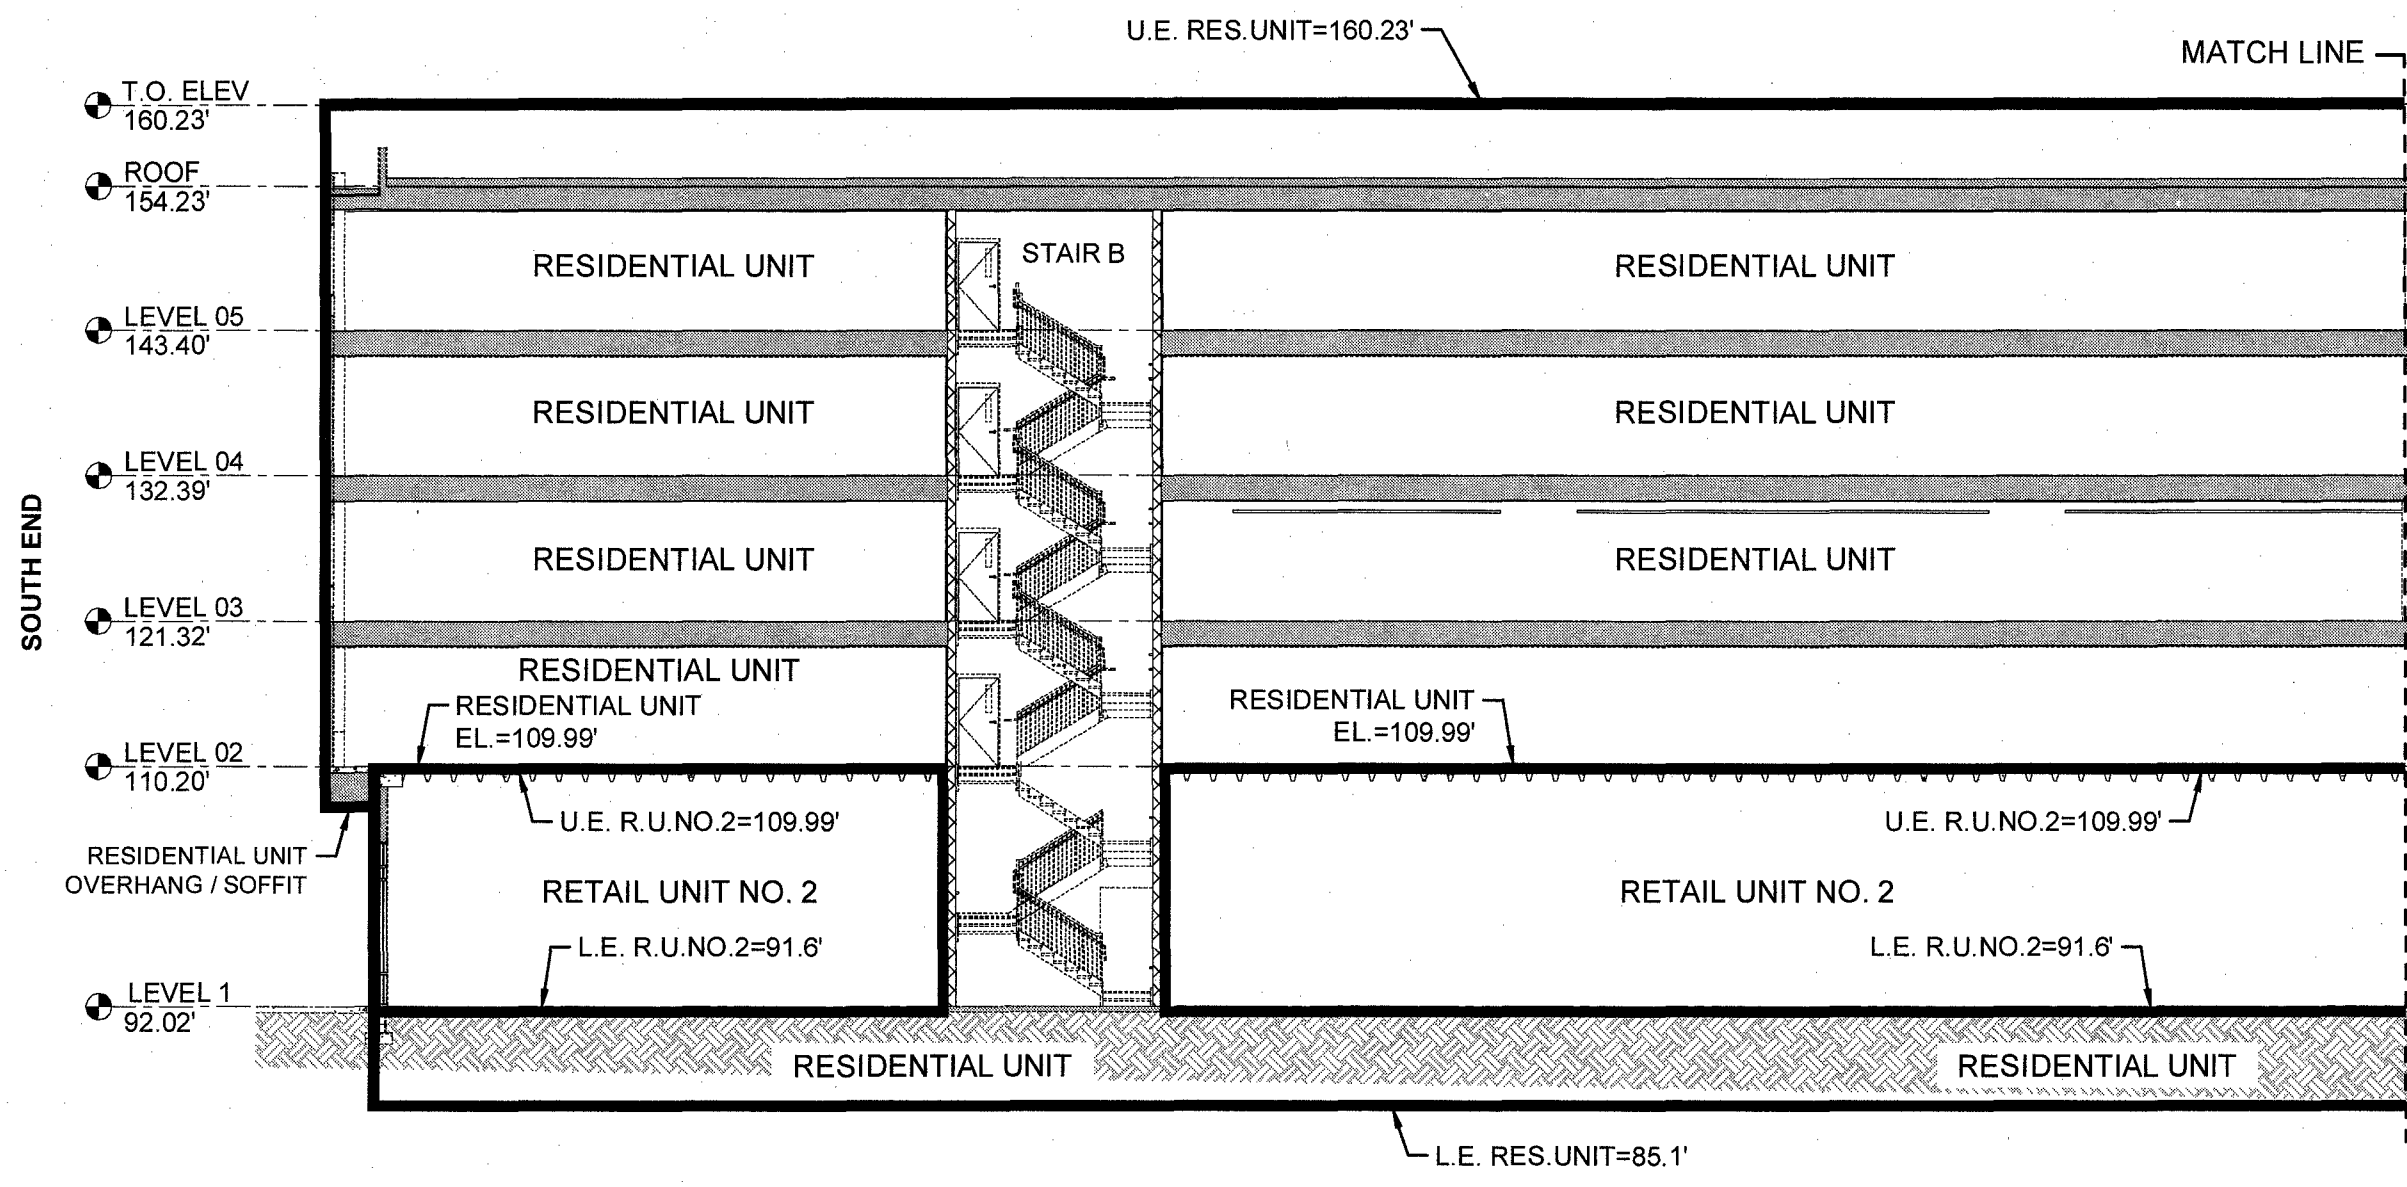 U.E. RES.UNIT=160.23'
MATCH LINE
T.O. ELEV
160.23'
ROOF
154.23'
STAIR B
RESIDENTIAL UNIT
RESIDENTIAL UNIT
LEVEL 05
143.40'
RESIDENTIAL UNIT
RESIDENTIAL UNIT
LEVEL 04
132.39'
SOUTH END
RESIDENTIAL UNIT
RESIDENTIAL UNIT
LEVEL 03
121.32'
RESIDENTIAL UNIT
RESIDENTIAL UNIT
EL.=109.99'
RESIDENTIAL UNIT
EL.=109.99'
LEVEL 02
110.20'
U.E. R.U.NO.2=109.99'
U.E. R.U.NO.2=109.99'
RESIDENTIAL UNIT
OVERHANG / SOFFIT
RETAIL UNIT NO. 2
RETAIL UNIT NO. 2
L.E. R.U.NO.2=91.6'
L.E. R.U.NO.2=91.6'
LEVEL 1
92.02'
RESIDENTIAL UNIT
RESIDENTIAL UNIT
L.E. RES.UNIT=85.1'